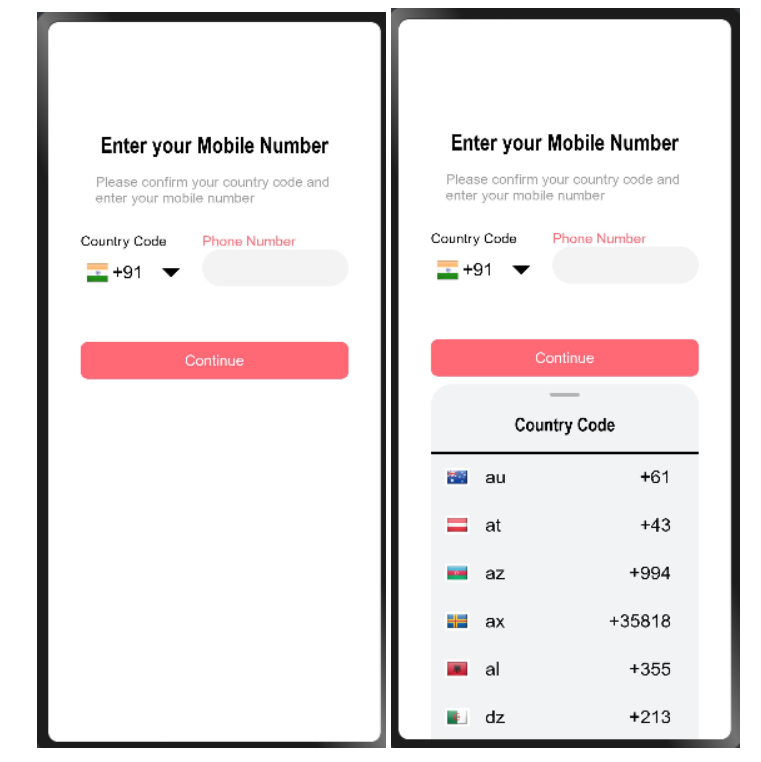 Enter your Mobile Number
Please confirm your country code and
enter your mobile number
Country Code Phone Number
+91
Continue
Enter your Mobile Number
Please confirm your country code and
enter your mobile number
Country Code Phone Number
+91
Continue
Country Code
au +61
at +43
az +994
ax +35818
al +355
dz +213